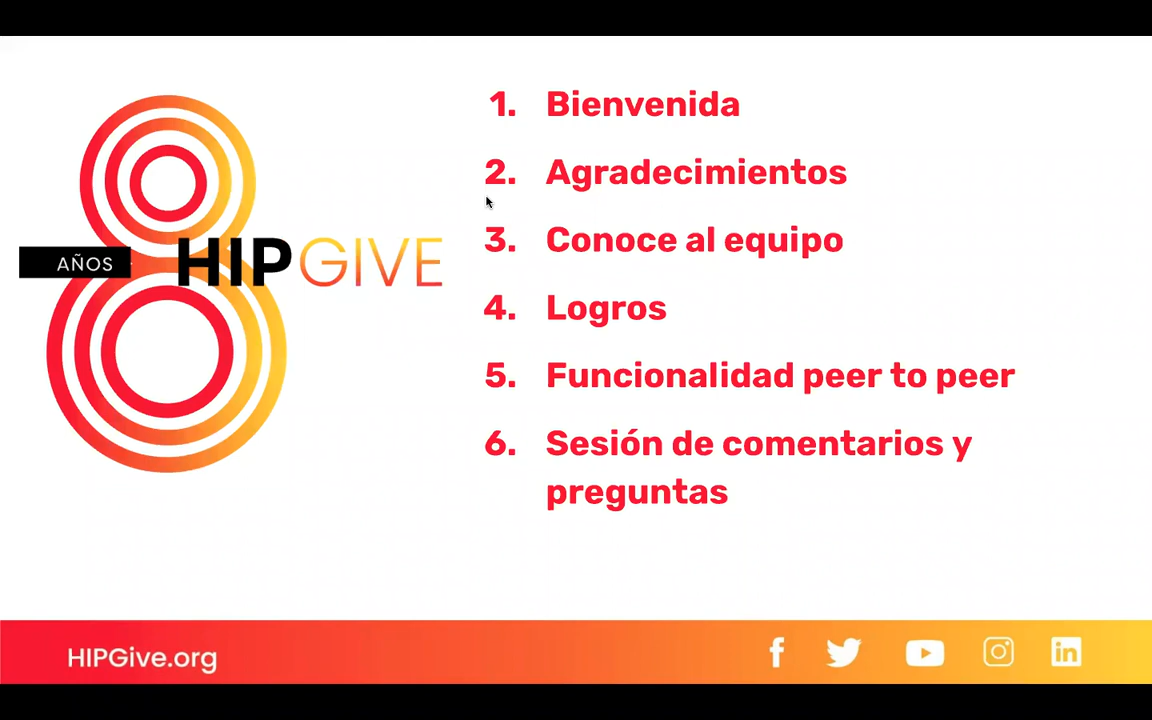 1. Bienvenida
2. Agradecimientos
3. Conoce al equipo
4. Logros
5. Funcionalidad peer to peer
6. Sesión de comentarios y
preguntas
8
AÑOS HIPGIVE
HIPGive.org